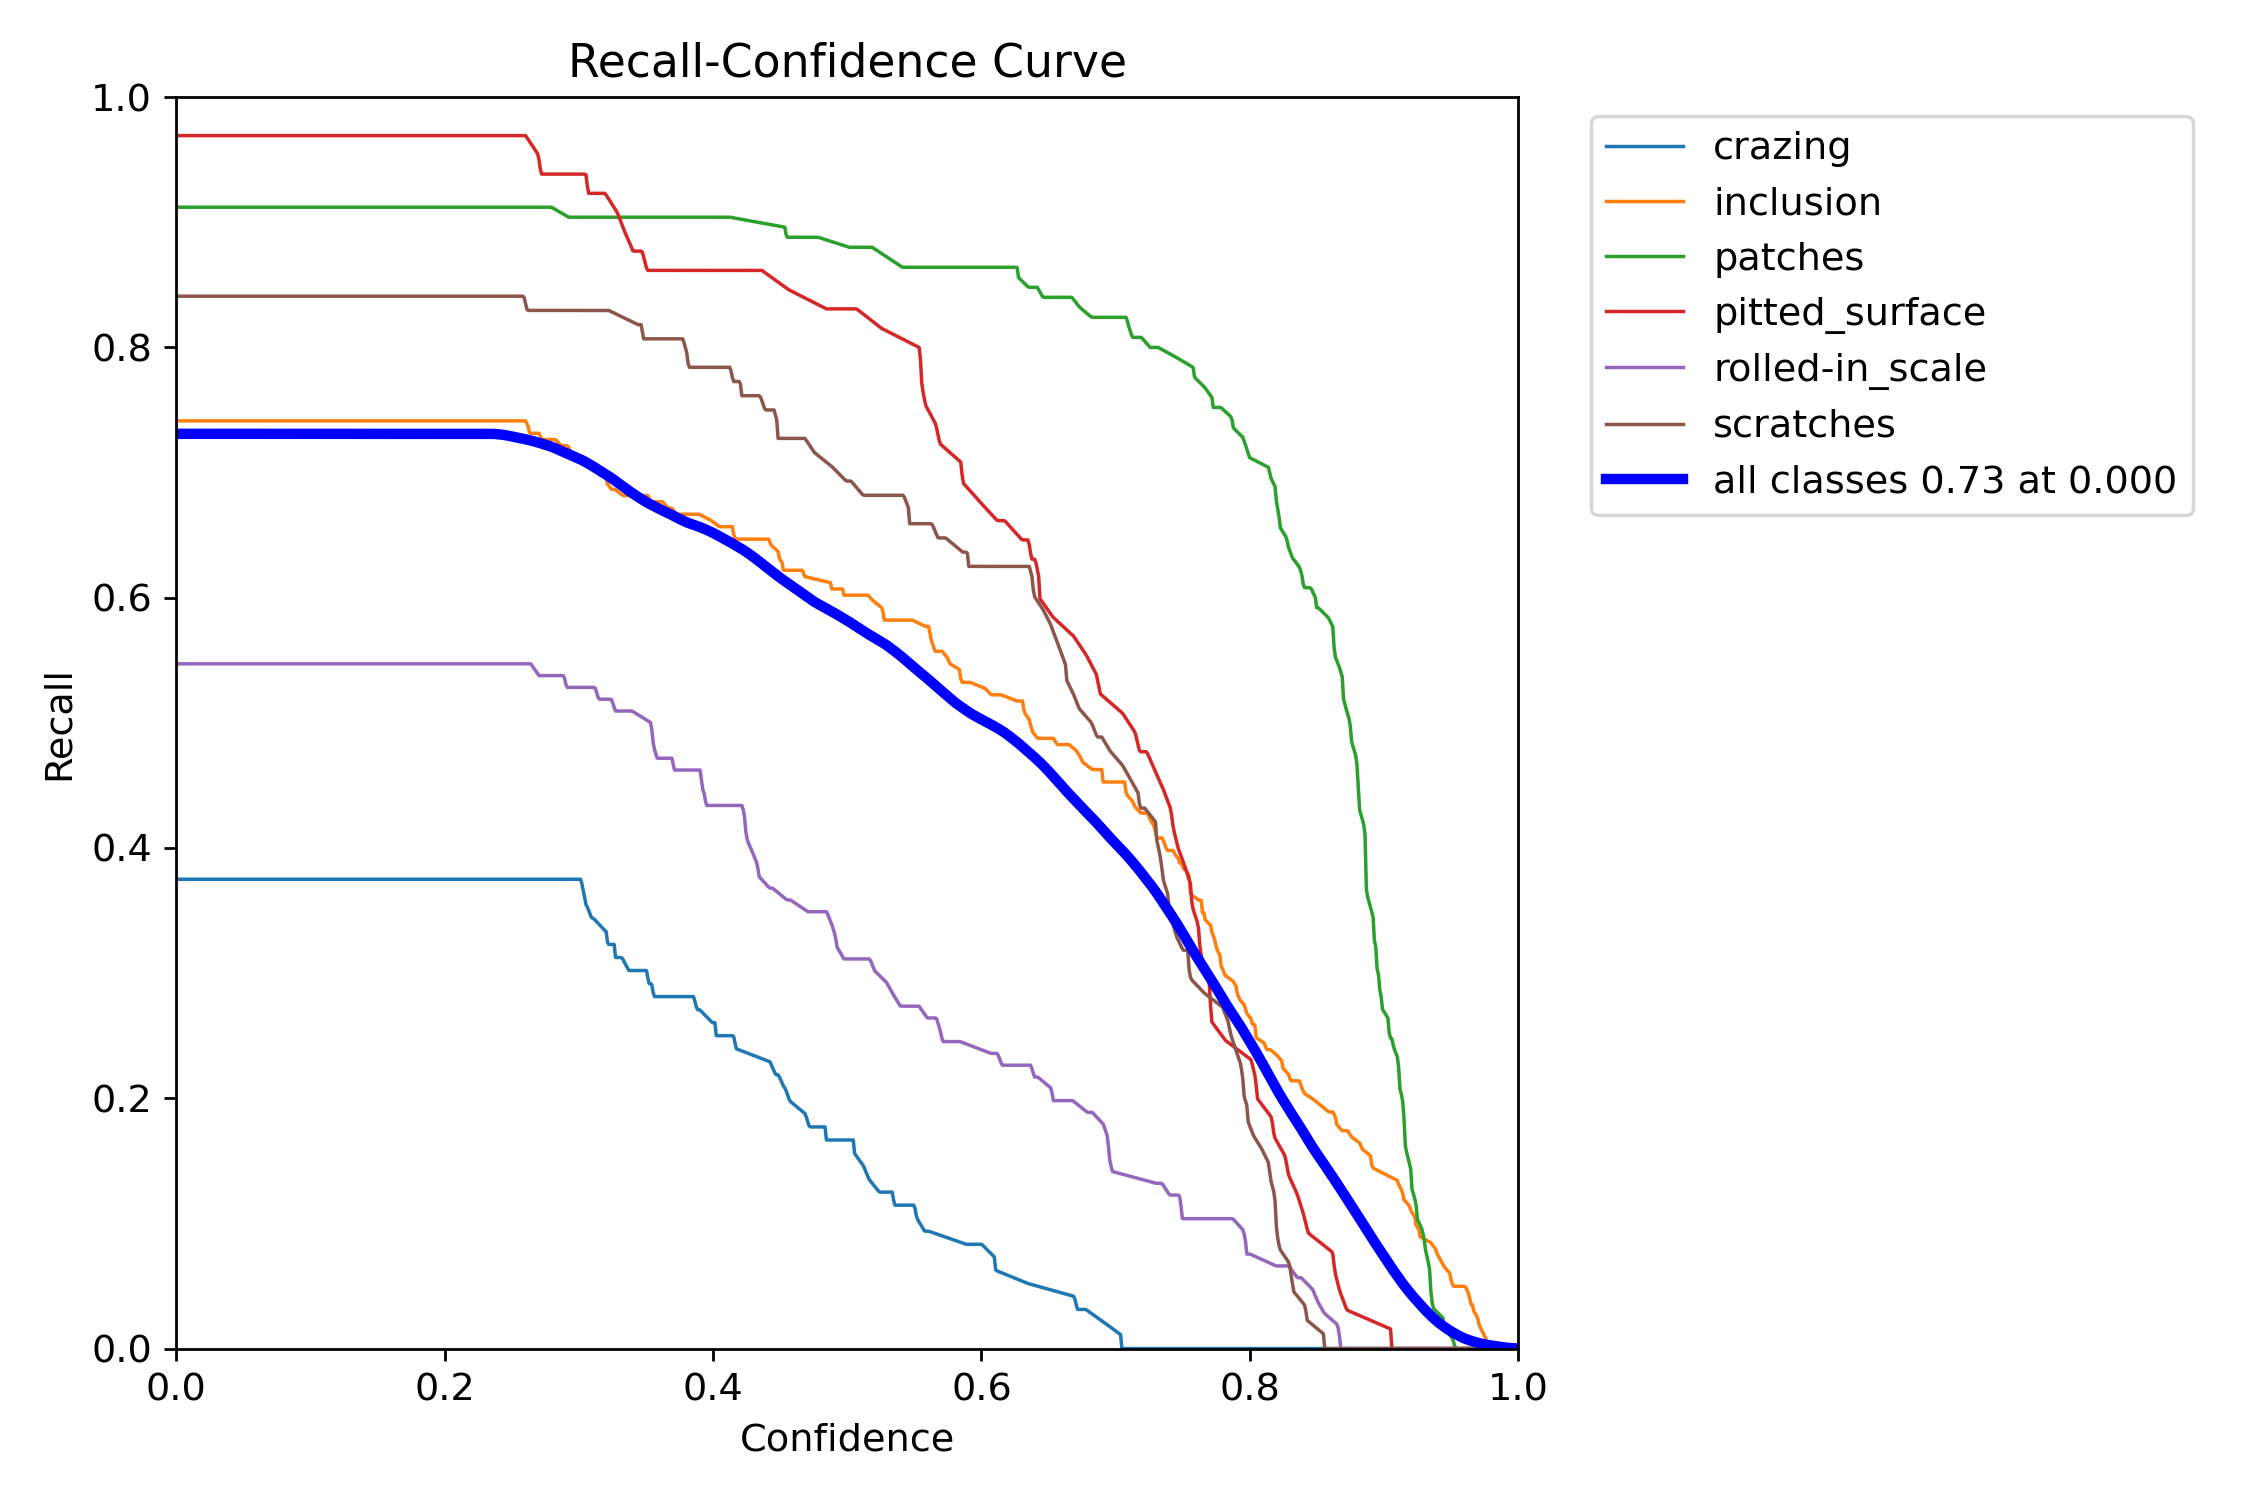 Recall-Confidence Curve
1.0
0.8
0.6
0.4
0.2
0.0
Recall
0.0 0.2 0.4 0.6 0.8 1.0
Confidence
crazing
inclusion
patches
pitted_surface
rolled-in_scale
scratches
all classes 0.73 at 0.000